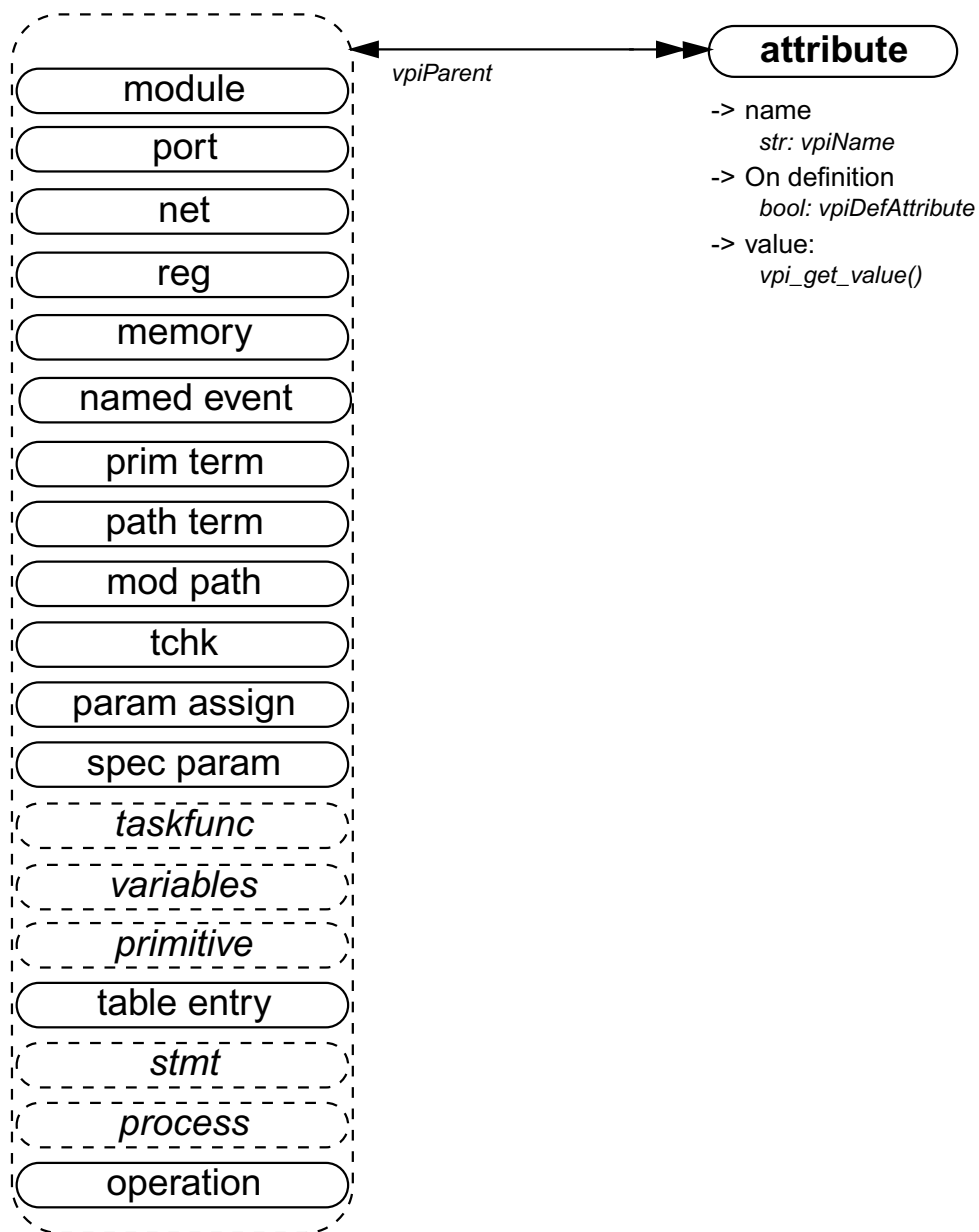 vpiParent
attribute
-> name
str: vpiName
-> On definition
bool: vpiDefAttribute
-> value:
vpi_get_value()
module
port
net
reg
memory
named event
prim term
path term
mod path
tchk
param assign
spec param
taskfunc
variables
primitive
table entry
stmt
process
operation